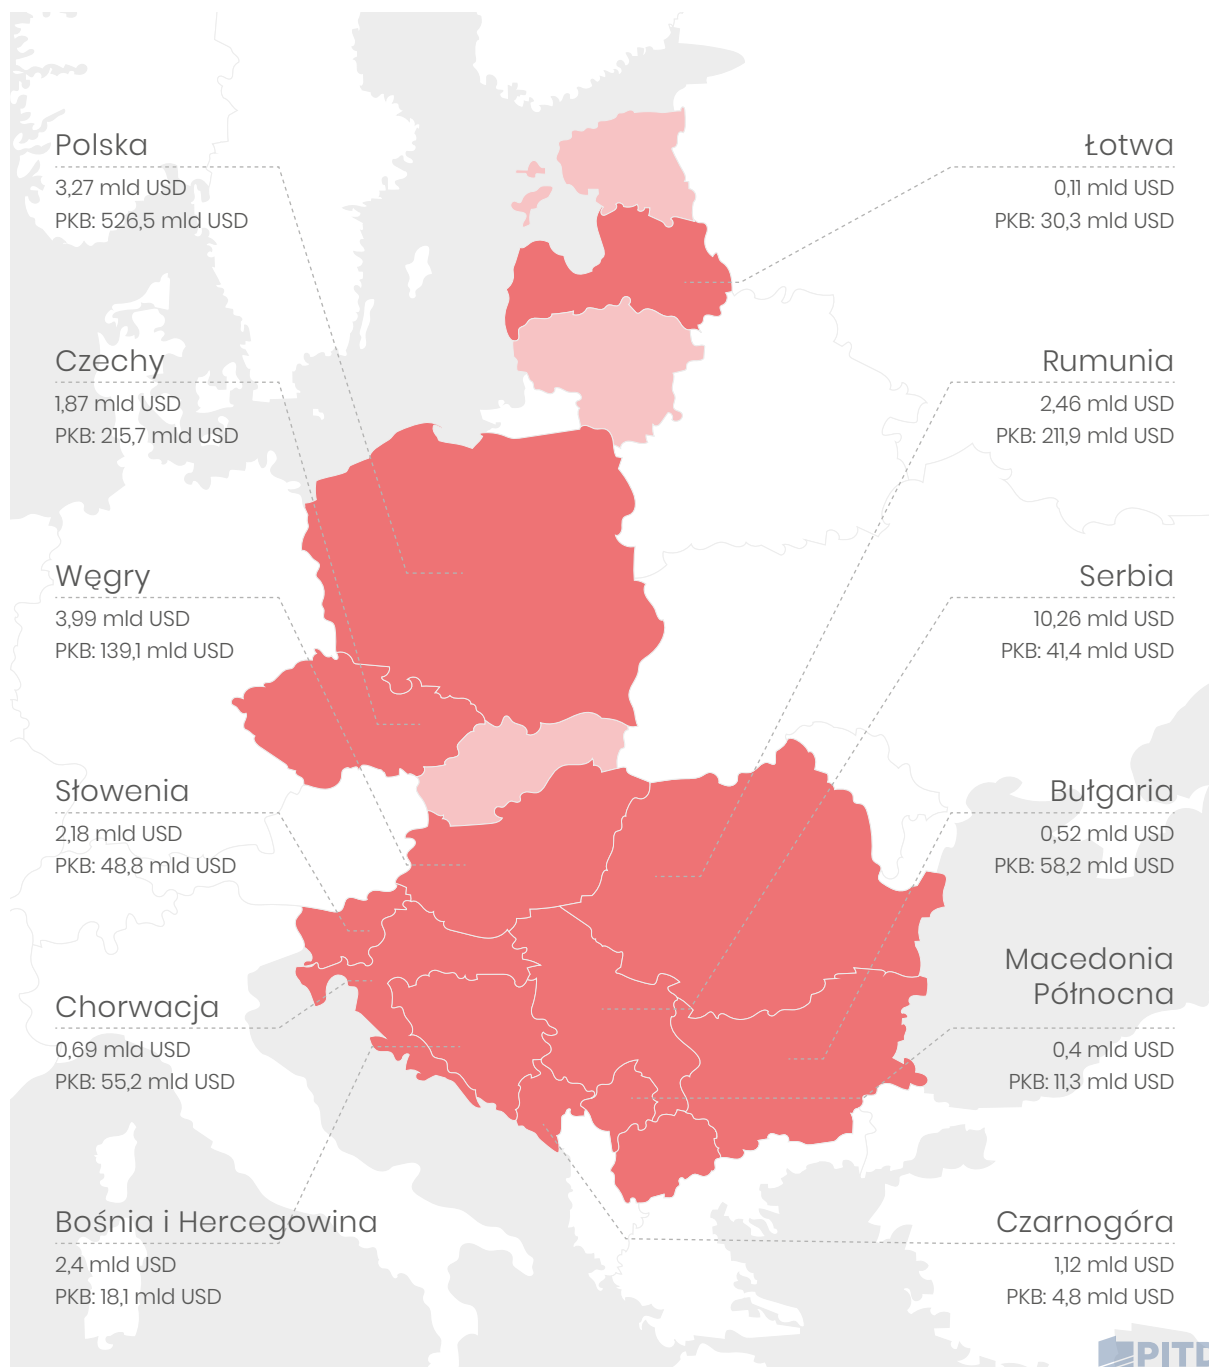 Polska
3,27 mld USD
PKB: 526,5 mld USD
Łotwa
0,11 mld USD
PKB: 30,3 mld USD
Czechy
1,87 mld USD
PKB: 215,7 mld USD
Rumunia
2,46 mld USD
PKB: 211,9 mld USD
Węgry
3,99 mld USD
PKB: 139,1 mld USD
Serbia
10,26 mld USD
PKB: 41,4 mld USD
Słowenia
2,18 mld USD
PKB: 48,8 mld USD
Bułgaria
0,52 mld USD
PKB: 58,2 mld USD
Chorwacja
0,69 mld USD
PKB: 55,2 mld USD
Macedonia
Północna
0,4 mld USD
PKB: 11,3 mld USD
Bośnia i Hercegowina
2,4 mld USD
PKB: 18,1 mld USD
Czarnogóra
1,12 mld USD
PKB: 4,8 mld USD
PITD